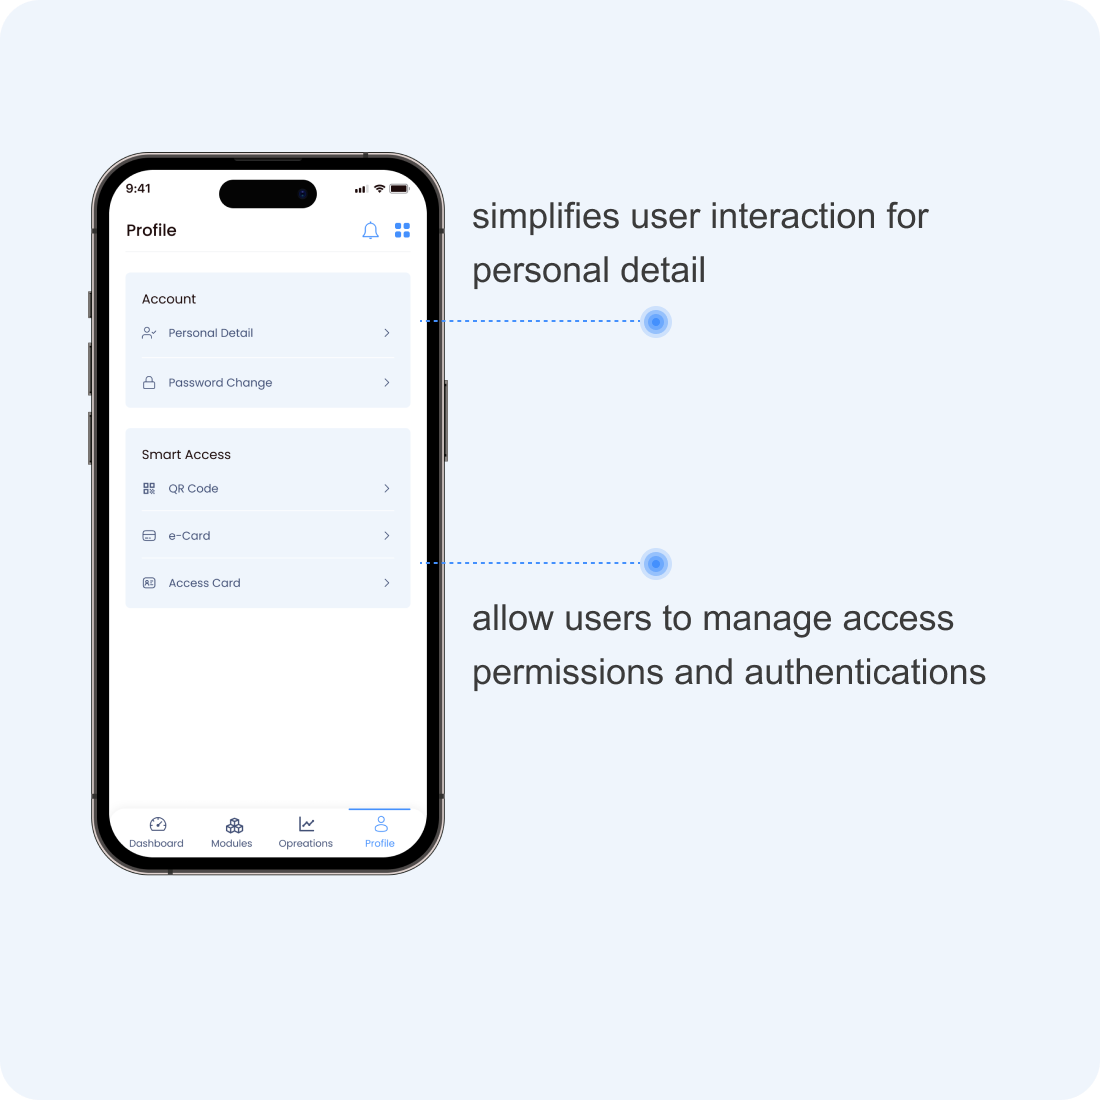 9:41
Profile
Account
Personal Detail
Password Change
Smart Access
QR Code
e-Card
Access Card
Dashboard
Modules
Opreations
Profile
simplifies user interaction for
personal detail
allow users to manage access
permissions and authentications